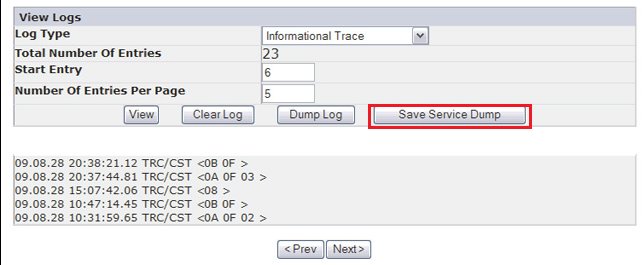 View Logs
Log Type Informational Trace
Total Number Of Entries 23
Start Entry 6
Number Of Entries Per Page 5
View Clear Log Dump Log Save Service Dump
09.08.28 20:38:21.12 TRC/CST <0B 0F >
09.08.28 20:37:44.81 TRC/CST <0A 0F 03 >
09.08.28 15:07:42.06 TRC/CST <08 >
09.08.28 10:47:14.45 TRC/CST <0B 0F >
09.08.28 10:31:59.65 TRC/CST <0A 0F 02 >
< Prev Next>